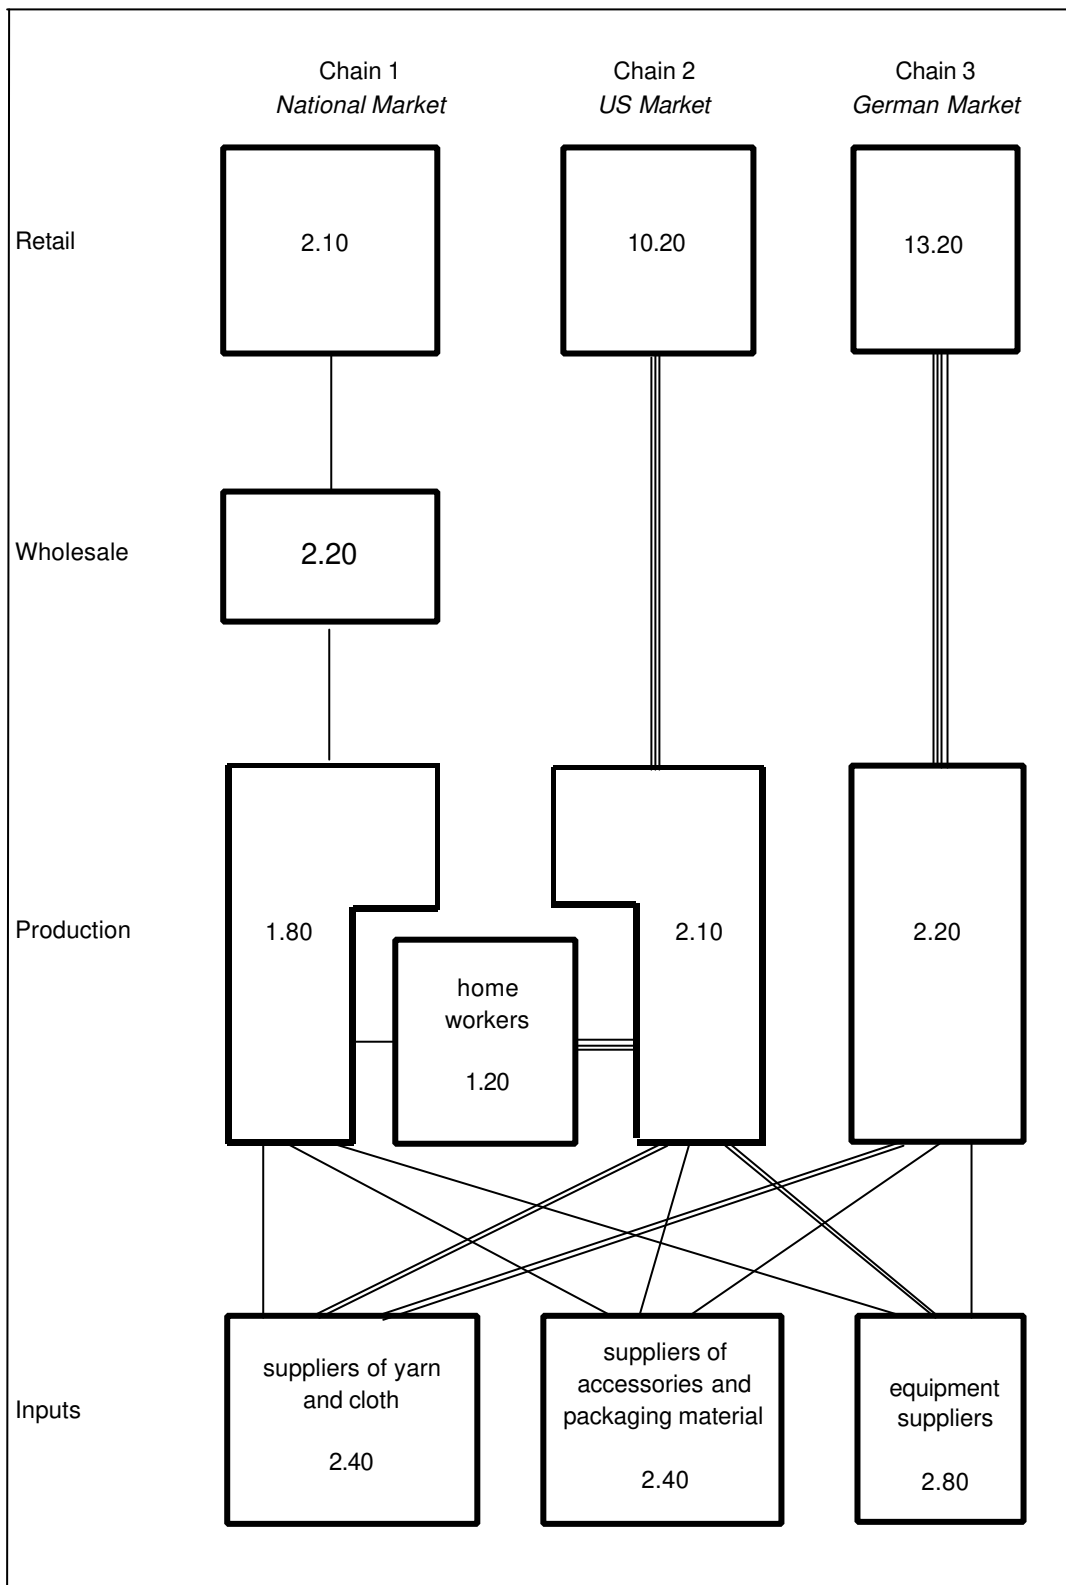 Chain 1
National Market
Chain 2
US Market
Chain 3
German Market
Retail
2.10
10.20
13.20
Wholesale
2.20
Production
1.80
home
workers
1.20
2.10
2.20
Inputs
suppliers of yarn
and cloth
2.40
suppliers of
accessories and
packaging material
2.40
equipment
suppliers
2.80